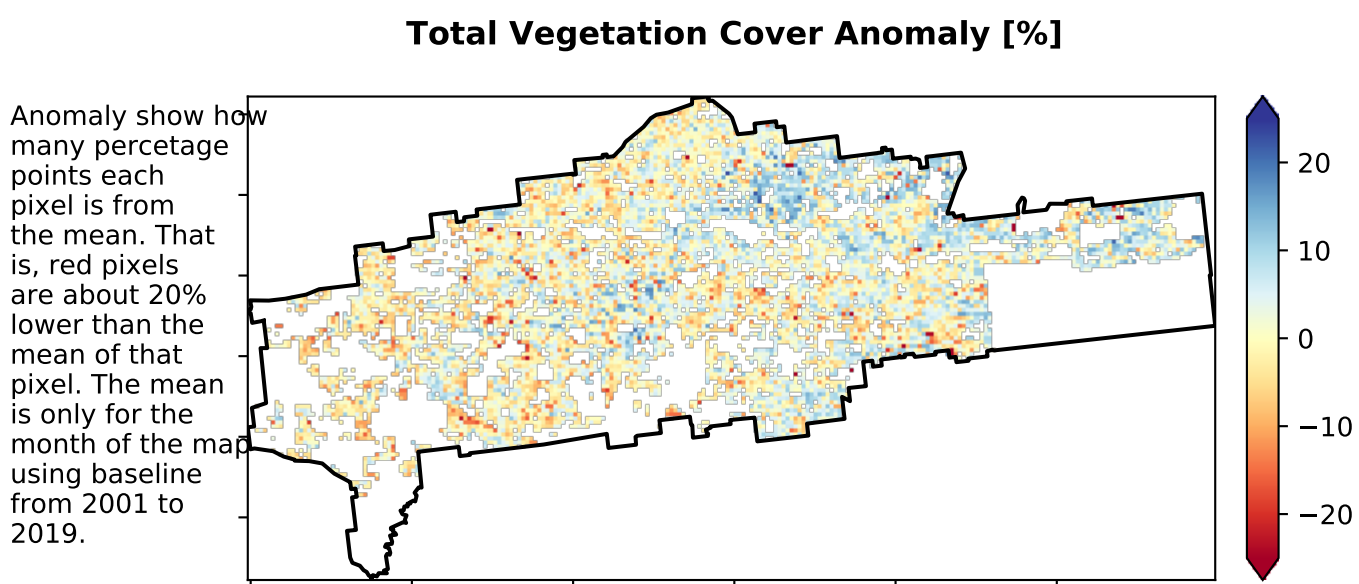 Total Vegetation Cover Anomaly [%]
Anomaly show how
many percetage
points each
pixel is from
the mean. That
is, red pixels
are about 20%
lower than the
mean of that
pixel. The mean
is only for the
month of the map
using baseline
from 2001 to
2019.
20
10
0
−10
−20